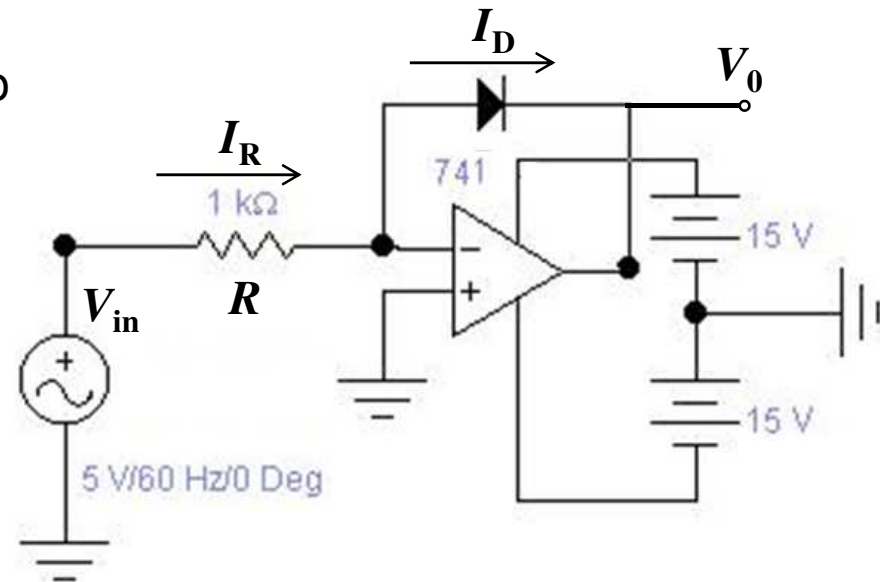 I_D
V_0
o
I_R
741
1 kΩ
15 V
−
+
V_in
R
+
15 V
5 V/60 Hz/0 Deg